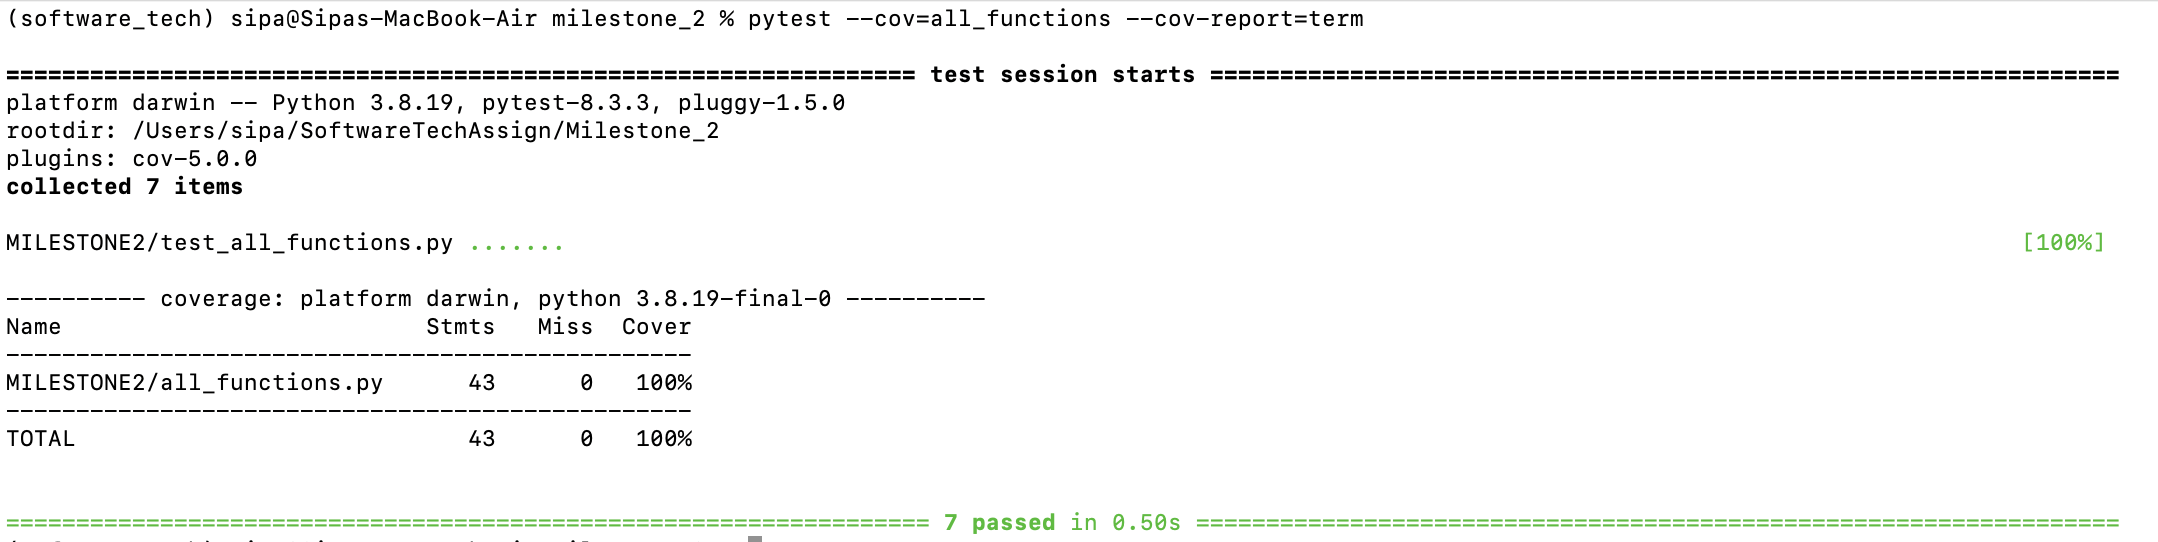 (software_tech) sipa@Sipas-MacBook-Air milestone_2 % pytest --cov=all_functions --cov-report=term
================================================================= test session starts =================================================================
platform darwin -- Python 3.8.19, pytest-8.3.3, pluggy-1.5.0
rootdir: /Users/sipa/SoftwareTechAssign/Milestone_2
plugins: cov-5.0.0
collected 7 items
MILESTONE2/test_all_functions.py ....... [100%]
---------- coverage: platform darwin, python 3.8.19-final-0 ----------
Name Stmts Miss Cover
-------------------------------------------------
MILESTONE2/all_functions.py 43 0 100%
-------------------------------------------------
TOTAL 43 0 100%
================================================================== 7 passed in 0.50s ==================================================================